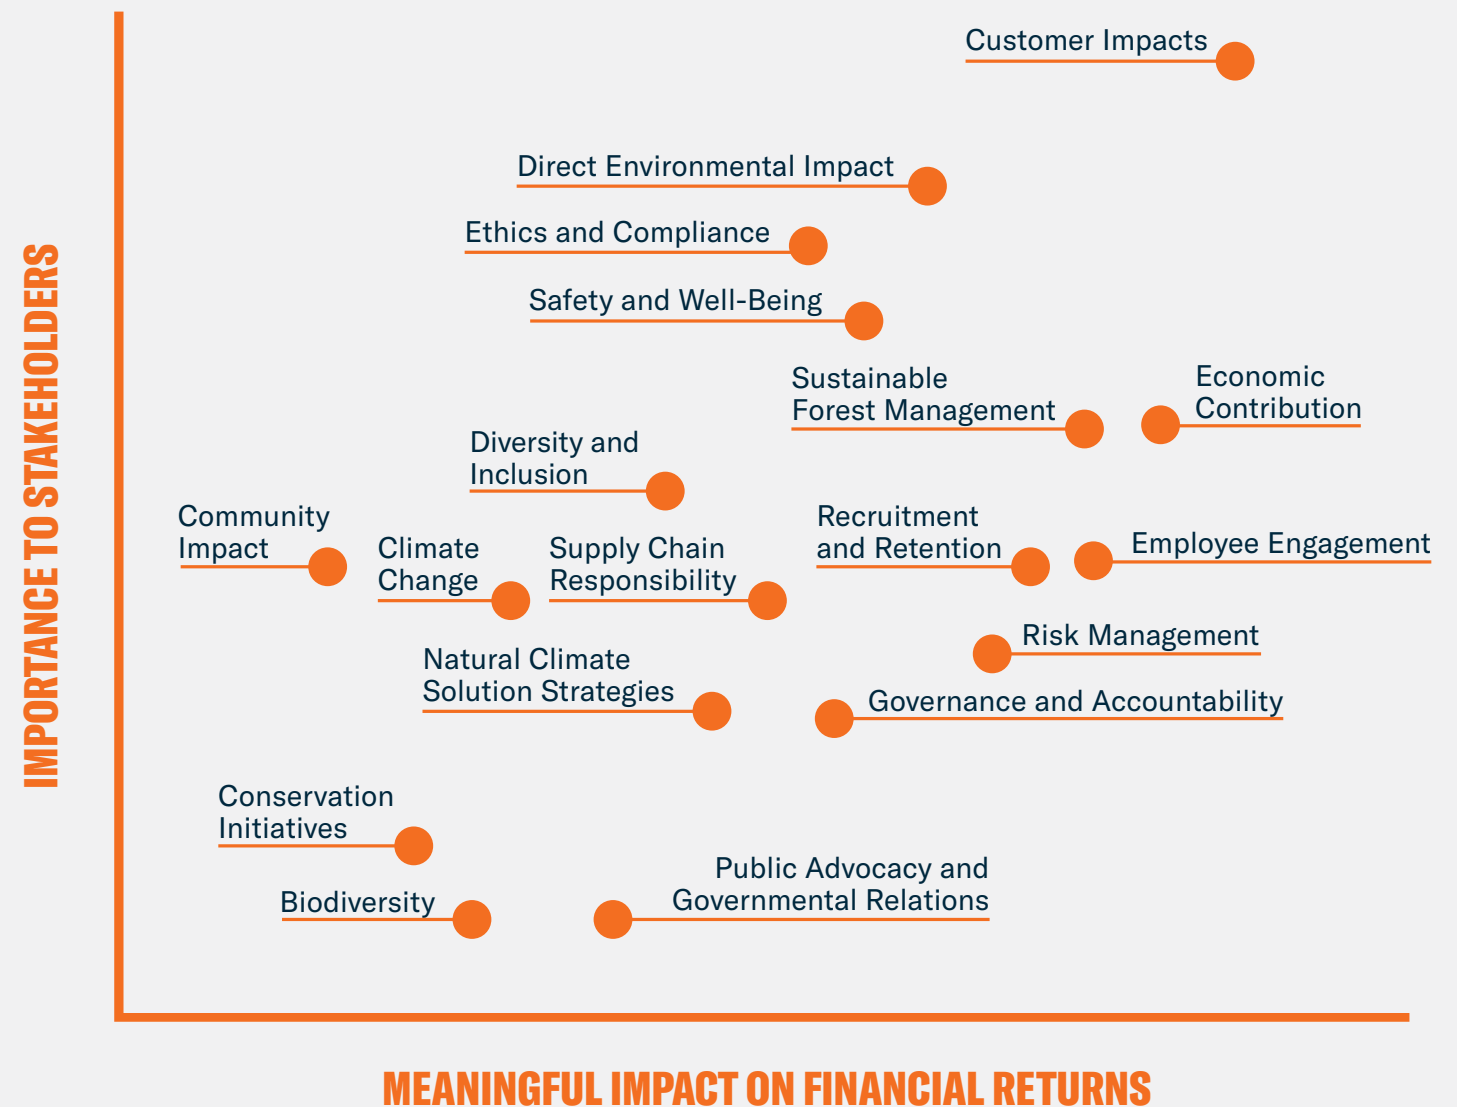 Customer Impacts
Direct Environmental Impact
Ethics and Compliance
Safety and Well-Being
Sustainable
Forest Management
Economic
Contribution
Diversity and
Inclusion
Community
Impact
Climate
Change
Supply Chain
Responsibility
Recruitment
and Retention
Employee Engagement
Risk Management
Natural Climate
Solution Strategies
Governance and Accountability
Conservation
Initiatives
Public Advocacy and
Governmental Relations
Biodiversity
IMPORTANCE TO STAKEHOLDERS
MEANINGFUL IMPACT ON FINANCIAL RETURNS